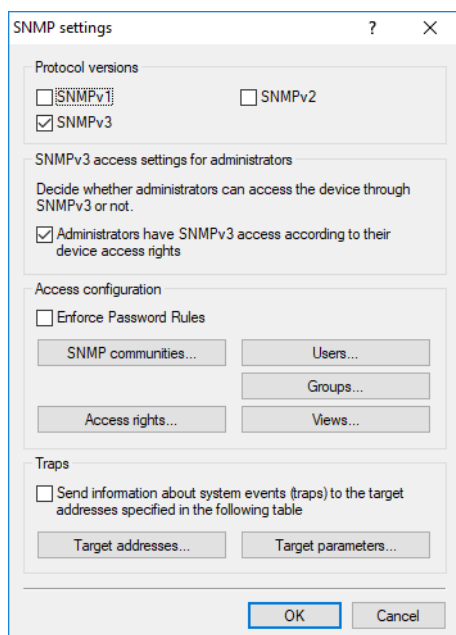 SNMP settings ?
Protocol versions
SNMPv1 SNMPv2
SNMPv3
SNMPv3 access settings for administrators
Decide whether administrators can access the device through
SNMPv3 or not.
Administrators have SNMPv3 access according to their
device access rights
Access configuration
Enforce Password Rules
SNMP communities... Users...
Groups...
Access rights... Views...
Traps
Send information about system events (traps) to the target
addresses specified in the following table
Target addresses... Target parameters...
OK Cancel